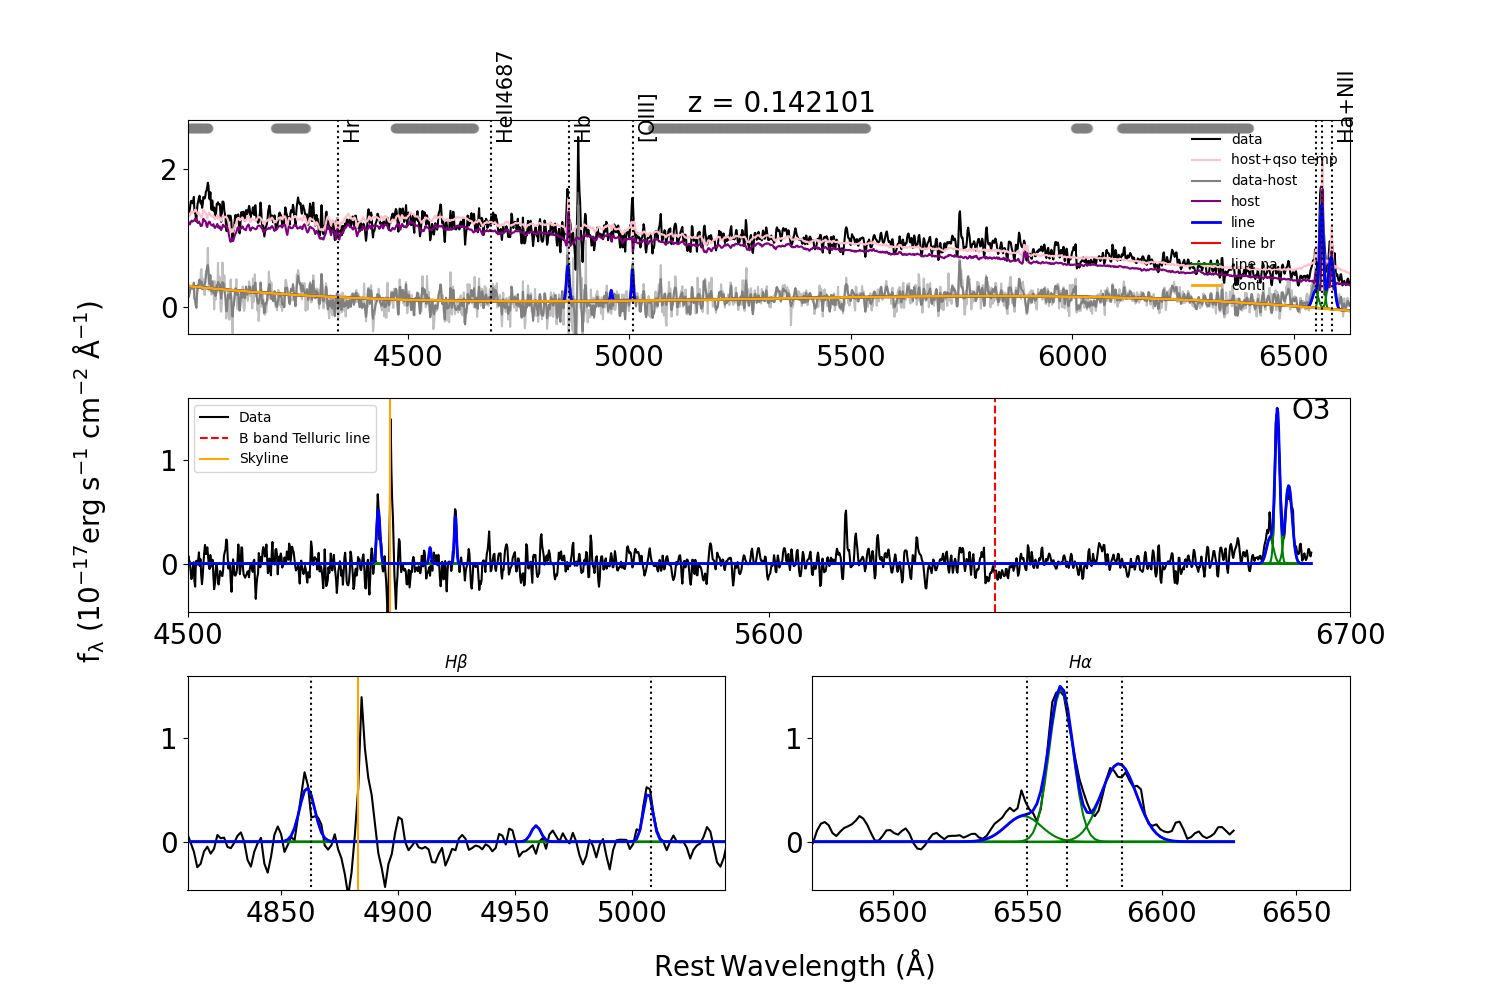 z = 0.142101
Hr
HeII4687
Hb
[OIII]
Ha+NII
data
host+qso temp
data-host
host
line
line br
line na
conti
2
0
4500
5000
5500
6000
6500
O3
Data
B band Telluric line
Skyline
1
0
4500
5600
6700
Hβ
1
0
4850
4900
4950
5000
Hα
1
0
6500
6550
6600
6650
fλ (10⁻¹⁷erg s⁻¹ cm⁻² Å⁻¹)
Rest Wavelength (Å)